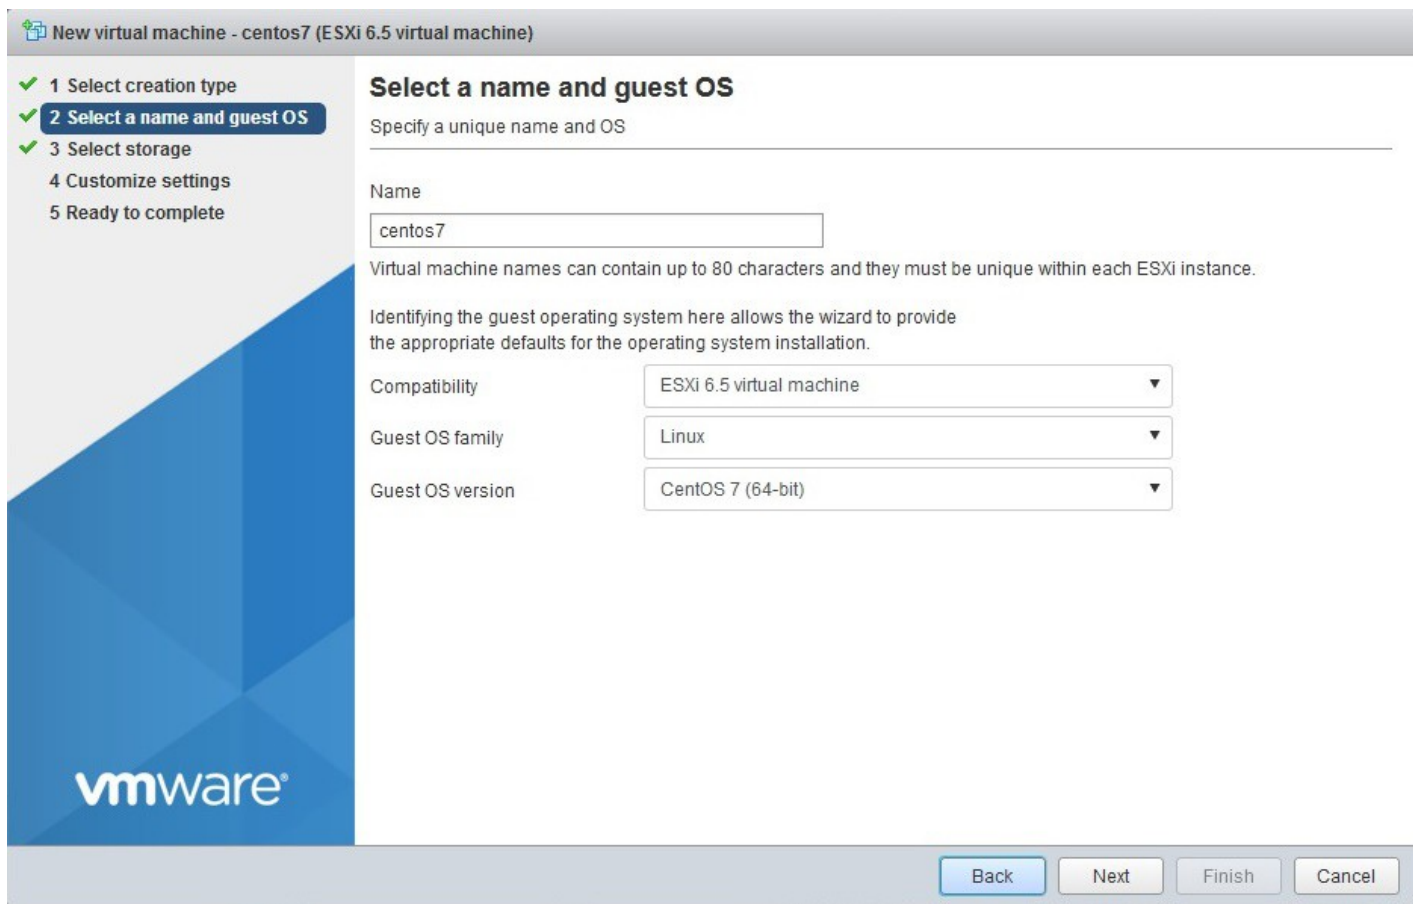 New virtual machine - centos7 (ESXi 6.5 virtual machine)
1 Select creation type
2 Select a name and guest OS
3 Select storage
4 Customize settings
5 Ready to complete
vmware®
Select a name and guest OS
Specify a unique name and OS
Name
centos7
Virtual machine names can contain up to 80 characters and they must be unique within each ESXi instance.
Identifying the guest operating system here allows the wizard to provide
the appropriate defaults for the operating system installation.
Compatibility
ESXi 6.5 virtual machine
Guest OS family
Linux
Guest OS version
CentOS 7 (64-bit)
Back
Next
Finish
Cancel